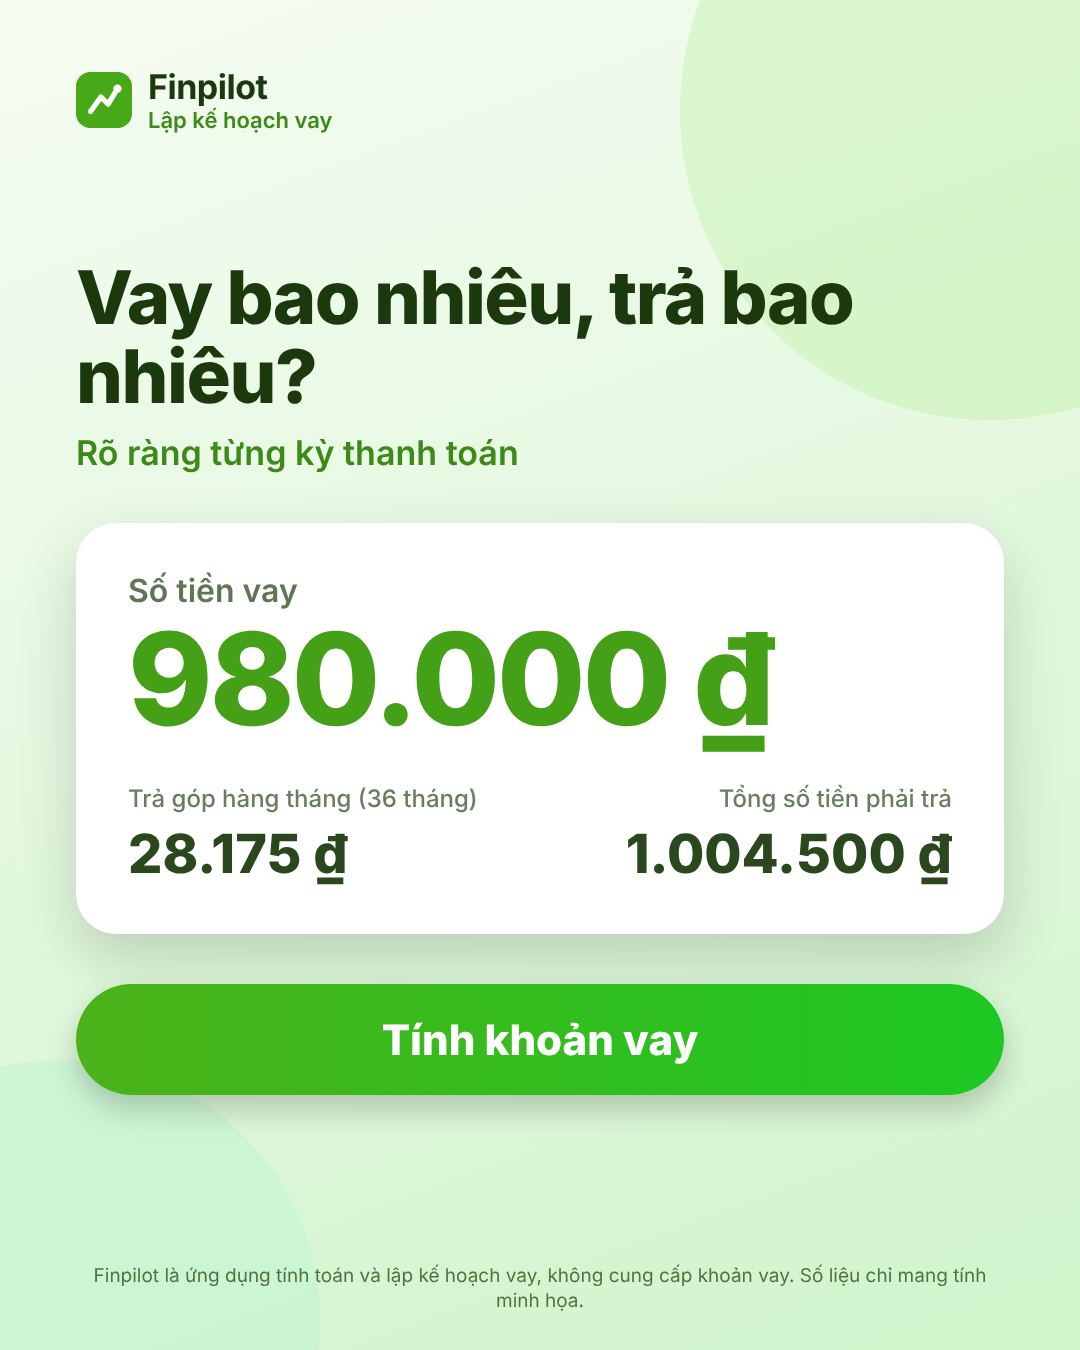 Finpilot
Lập kế hoạch vay
Vay bao nhiêu, trả bao
nhiêu?
Rõ ràng từng kỳ thanh toán
Số tiền vay
980.000 ₫
Trả góp hàng tháng (36 tháng)
Tổng số tiền phải trả
28.175 ₫
1.004.500 ₫
Tính khoản vay
Finpilot là ứng dụng tính toán và lập kế hoạch vay, không cung cấp khoản vay. Số liệu chỉ mang tính
minh họa.